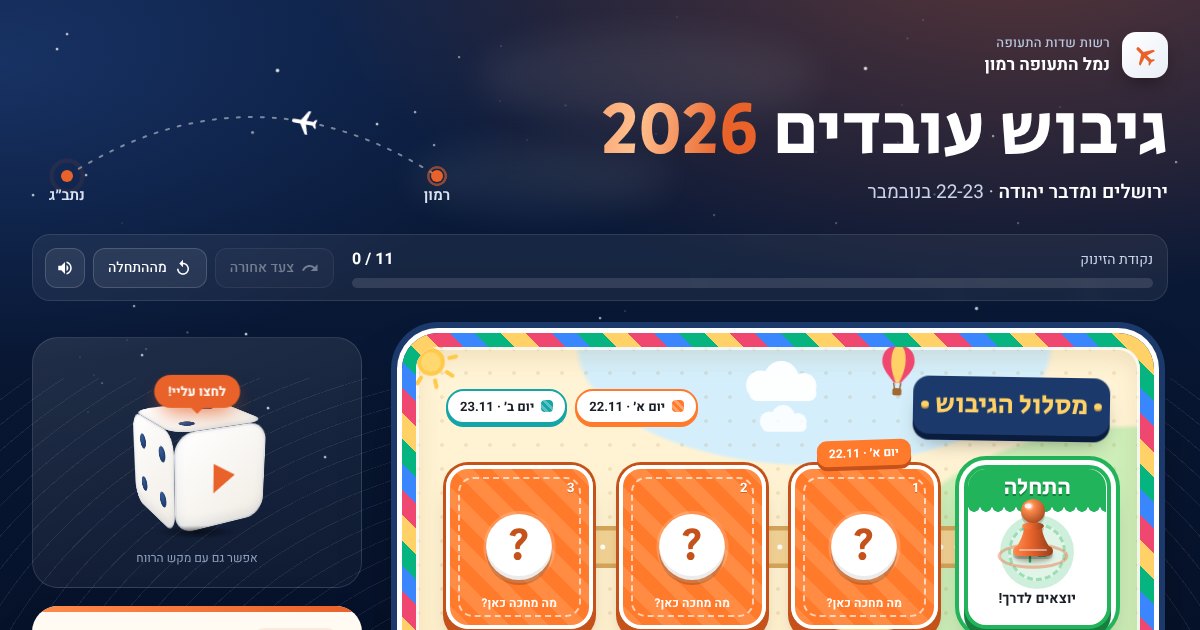 רשות שדות התעופה
נמל התעופה רמון
גיבוש עובדים 2026
ירושלים ומדבר יהודה · 22-23 בנובמבר
רמון
נתב״ג
נקודת הזינוק
0 / 11
צעד אחורה
מההתחלה
מסלול הגיבוש
יום א׳ · 22.11
יום ב׳ · 23.11
לחצו עליי!
אפשר גם עם מקש הרווח
יום א׳ · 22.11
התחלה
יוצאים לדרך!
1
?
מה מחכה כאן?
2
?
מה מחכה כאן?
3
?
מה מחכה כאן?